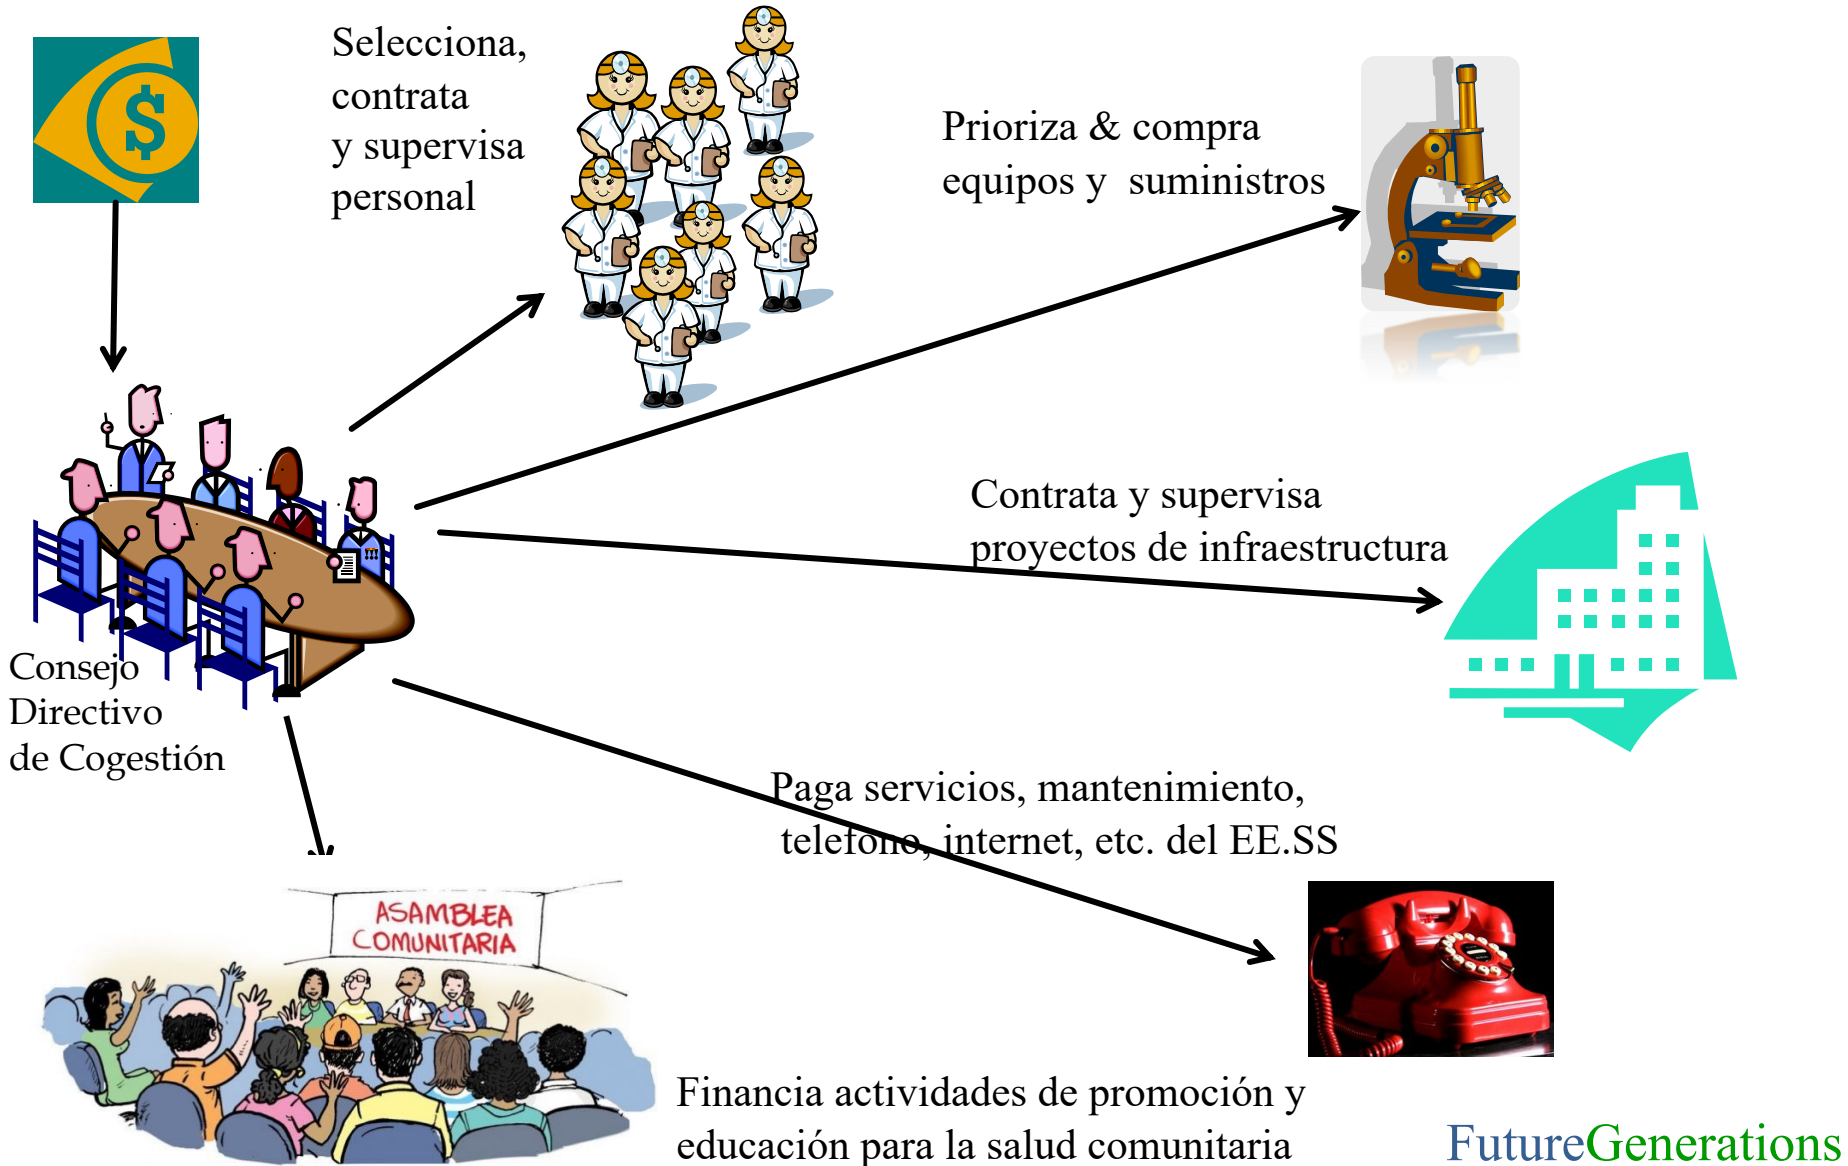 $
Selecciona,
contrata
y supervisa
personal
Prioriza & compra
equipos y suministros
Contrata y supervisa
proyectos de infraestructura
Consejo
Directivo
de Cogestión
Paga servicios, mantenimiento,
telefono, internet, etc. del EE.SS
ASAMBLEA
COMUNITARIA
Financia actividades de promoción y
educación para la salud comunitaria
FutureGenerations